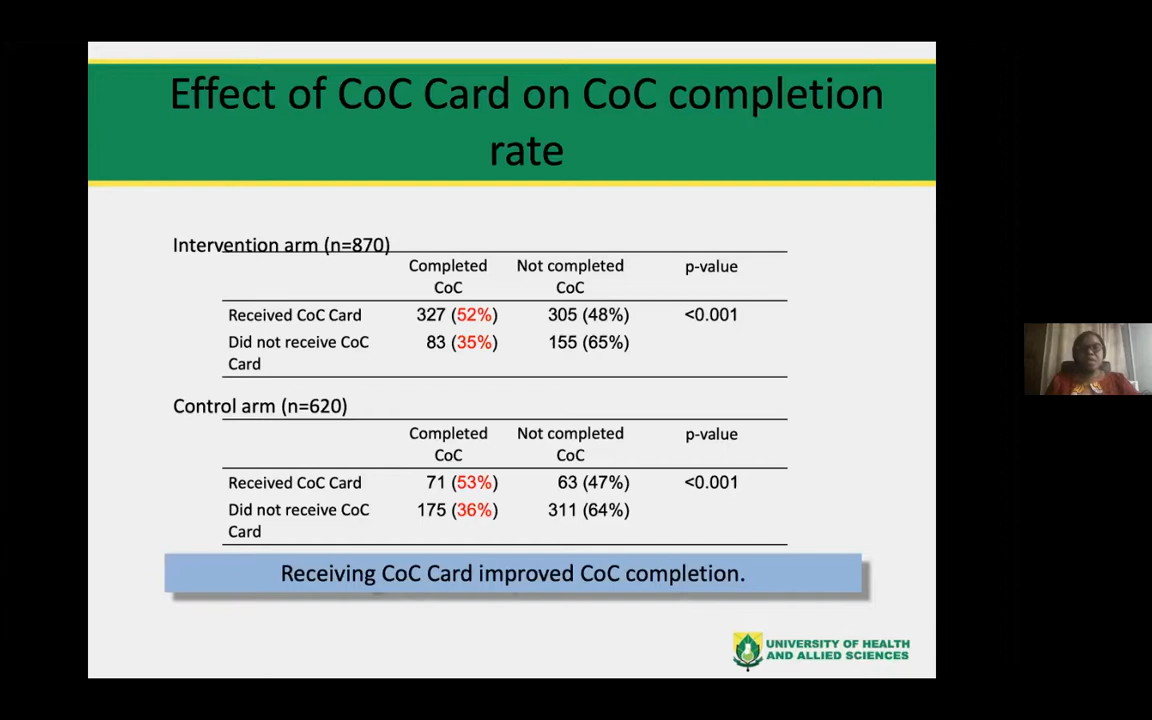 Effect of CoC Card on CoC completion
rate
Intervention arm (n=870)
Completed Not completed p-value
CoC CoC
Received CoC Card 327 (52%) 305 (48%) <0.001
Did not receive CoC 83 (35%) 155 (65%)
Card
Control arm (n=620)
Completed Not completed p-value
CoC CoC
Received CoC Card 71 (53%) 63 (47%) <0.001
Did not receive CoC 175 (36%) 311 (64%)
Card
Receiving CoC Card improved CoC completion.
UNIVERSITY OF HEALTH
AND ALLIED SCIENCES